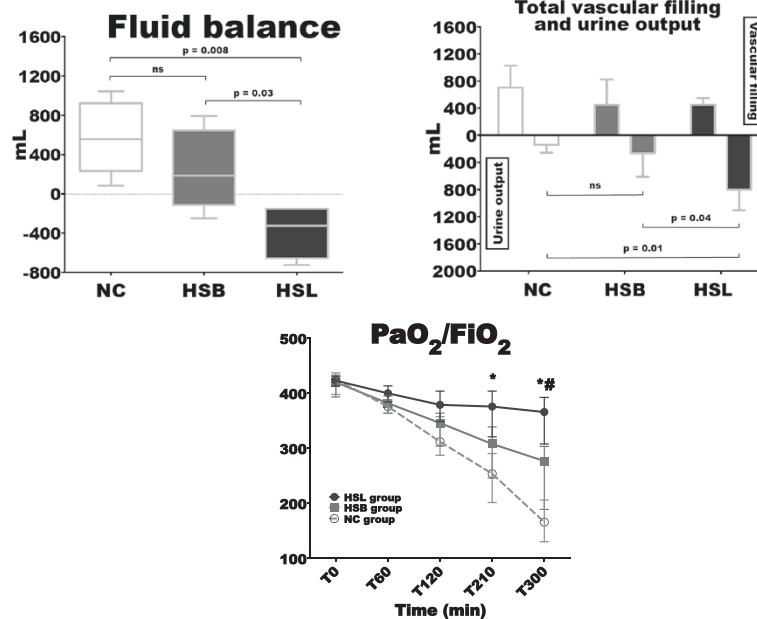 Fluid balance
1600
1200
800
400
0
-400
-800
mL
p = 0.008
ns
p = 0.03
NC
HSB
HSL
Total vascular filling
and urine output
1600
1200
800
400
0
400
800
1200
1600
2000
mL
Vascular filling
Urine output
ns
p = 0.04
p = 0.01
NC
HSB
HSL
PaO2/FiO2
500
400
300
200
100
*
*#
HSL group
HSB group
NC group
T0
T60
T120
T210
T300
Time (min)